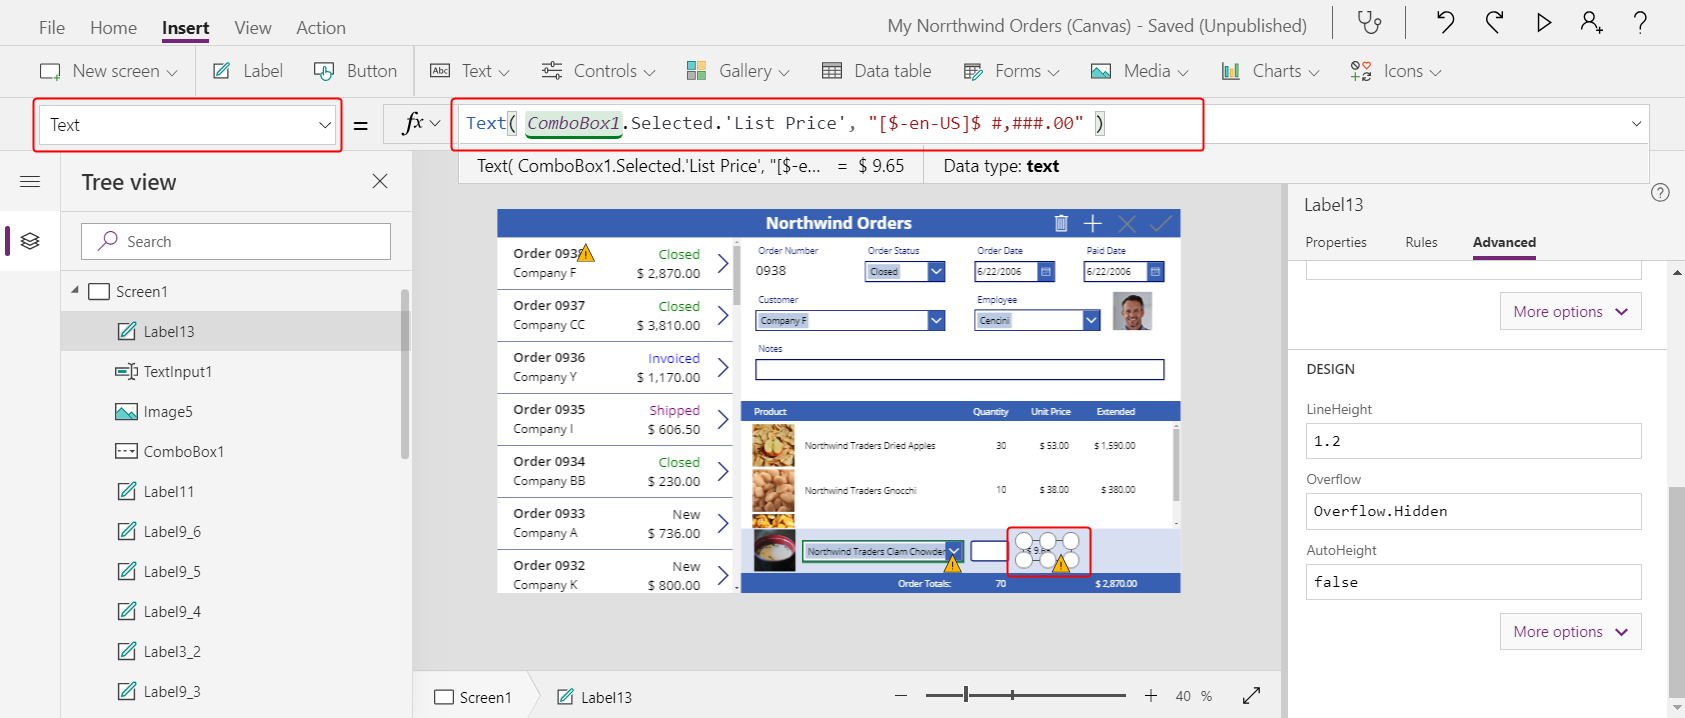 File Home Insert View Action
My Norrthwind Orders (Canvas) - Saved (Unpublished)
New screen Label Button Text Controls Gallery Data table Forms Media Charts Icons
Text = fx Text( ComboBox1.Selected.'List Price', "[$-en-US]$ #,###.00" )
Text( ComboBox1.Selected.'List Price', "[$-e... = $ 9.65 Data type: text
Tree view
Search
Screen1
Label13
TextInput1
Image5
ComboBox1
Label11
Label9_6
Label9_5
Label9_4
Label3_2
Label9_3
Northwind Orders
Order 0938 Closed
Company F $ 2,870.00
Order 0937 Closed
Company CC $ 3,810.00
Order 0936 Invoiced
Company Y $ 1,170.00
Order 0935 Shipped
Company I $ 606.50
Order 0934 Closed
Company BB $ 230.00
Order 0933 New
Company A $ 736.00
Order 0932 New
Company K $ 800.00
Order Number Order Status Order Date Paid Date
0938 Closed 6/22/2006 6/22/2006
Customer Employee
Company F Cencini
Notes
Product Quantity Unit Price Extended
Northwind Traders Dried Apples 30 $ 53.00 $ 1,590.00
Northwind Traders Gnocchi 10 $ 38.00 $ 380.00
Northwind Traders Clam Chowder
Order Totals: 70 $ 2,870.00
Screen1 Label13
40 %
Label13
Properties Rules Advanced
More options
DESIGN
LineHeight
1.2
Overflow
Overflow.Hidden
AutoHeight
false
More options